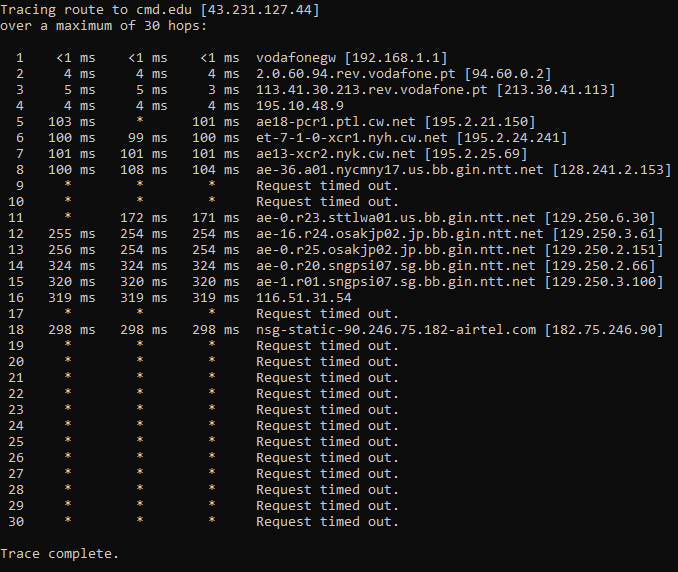 Tracing route to cmd.edu [43.231.127.44]
over a maximum of 30 hops:
1 <1 ms <1 ms <1 ms vodafonegw [192.168.1.1]
2 4 ms 4 ms 4 ms 2.0.60.94.rev.vodafone.pt [94.60.0.2]
3 5 ms 5 ms 3 ms 113.41.30.213.rev.vodafone.pt [213.30.41.113]
4 4 ms 4 ms 4 ms 195.10.48.9
5 103 ms * 101 ms ae18-pcr1.ptl.cw.net [195.2.21.150]
6 100 ms 99 ms 100 ms et-7-1-0-xcr1.nyh.cw.net [195.2.24.241]
7 101 ms 101 ms 101 ms ae13-xcr2.nyk.cw.net [195.2.25.69]
8 100 ms 108 ms 104 ms ae-36.a01.nycmny17.us.bb.gin.ntt.net [128.241.2.153]
9 * * * Request timed out.
10 * * * Request timed out.
11 * 172 ms 171 ms ae-0.r23.sttlwa01.us.bb.gin.ntt.net [129.250.6.30]
12 255 ms 254 ms 254 ms ae-16.r24.osakjp02.jp.bb.gin.ntt.net [129.250.3.61]
13 256 ms 254 ms 254 ms ae-0.r25.osakjp02.jp.bb.gin.ntt.net [129.250.2.151]
14 324 ms 324 ms 324 ms ae-0.r20.sngpsi07.sg.bb.gin.ntt.net [129.250.2.66]
15 320 ms 320 ms 320 ms ae-1.r01.sngpsi07.sg.bb.gin.ntt.net [129.250.3.100]
16 319 ms 319 ms 319 ms 116.51.31.54
17 * * * Request timed out.
18 298 ms 298 ms 298 ms nsg-static-90.246.75.182-airtel.com [182.75.246.90]
19 * * * Request timed out.
20 * * * Request timed out.
21 * * * Request timed out.
22 * * * Request timed out.
23 * * * Request timed out.
24 * * * Request timed out.
25 * * * Request timed out.
26 * * * Request timed out.
27 * * * Request timed out.
28 * * * Request timed out.
29 * * * Request timed out.
30 * * * Request timed out.
Trace complete.